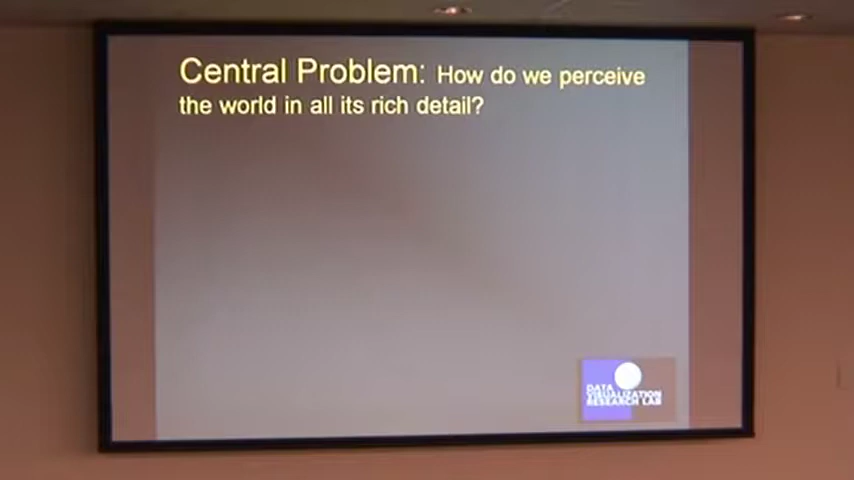 Central Problem: How do we perceive
the world in all its rich detail?
DATA
VISUALIZATION
RESEARCH LAB